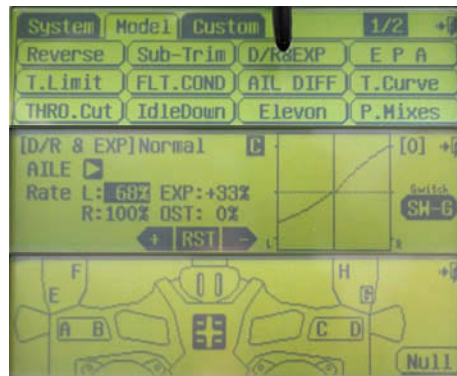 System Model Custom 1/2
Reverse Sub-Trim D/R&EXP E P A
T.Limit FLT.COND AIL DIFF T.Curve
THRO.Cut IdleDown Elevon P.Mixes
[D/R & EXP] Normal C [0]
AILE
Rate L: 68% EXP:+33% Switch
R:100% OST: 0% SW-G
+ RST - L R
F H
E G
A B C D
Null